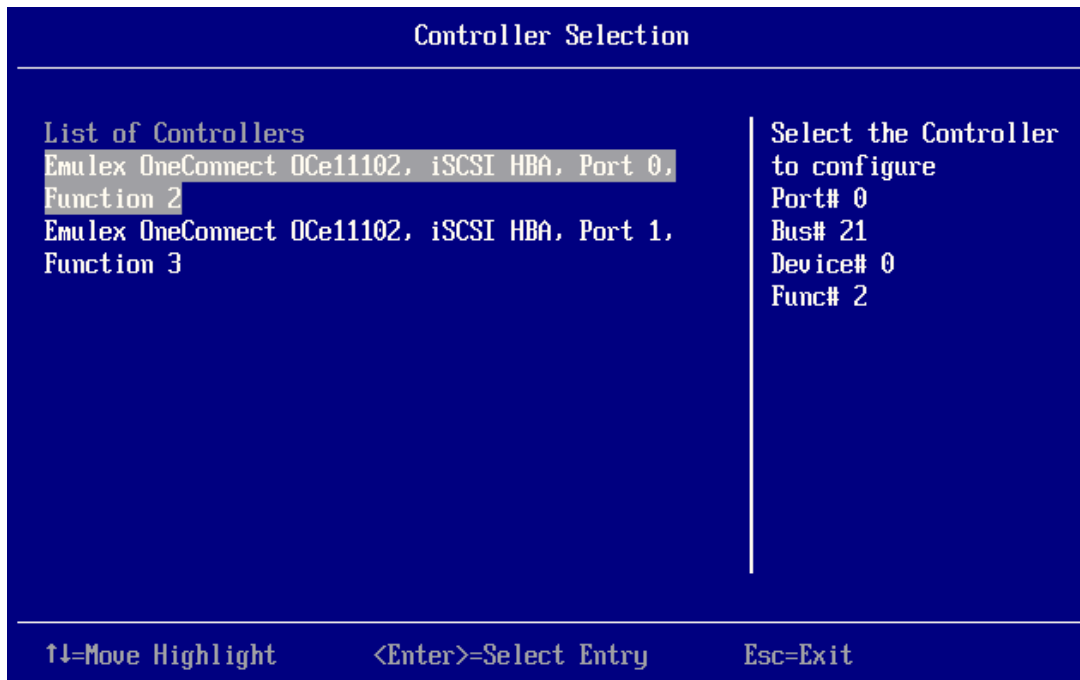 Controller Selection
List of Controllers
Emulex OneConnect OCe11102, iSCSI HBA, Port 0,
Function 2
Emulex OneConnect OCe11102, iSCSI HBA, Port 1,
Function 3
Select the Controller
to configure
Port# 0
Bus# 21
Device# 0
Func# 2
↑↓=Move Highlight <Enter>=Select Entry Esc=Exit